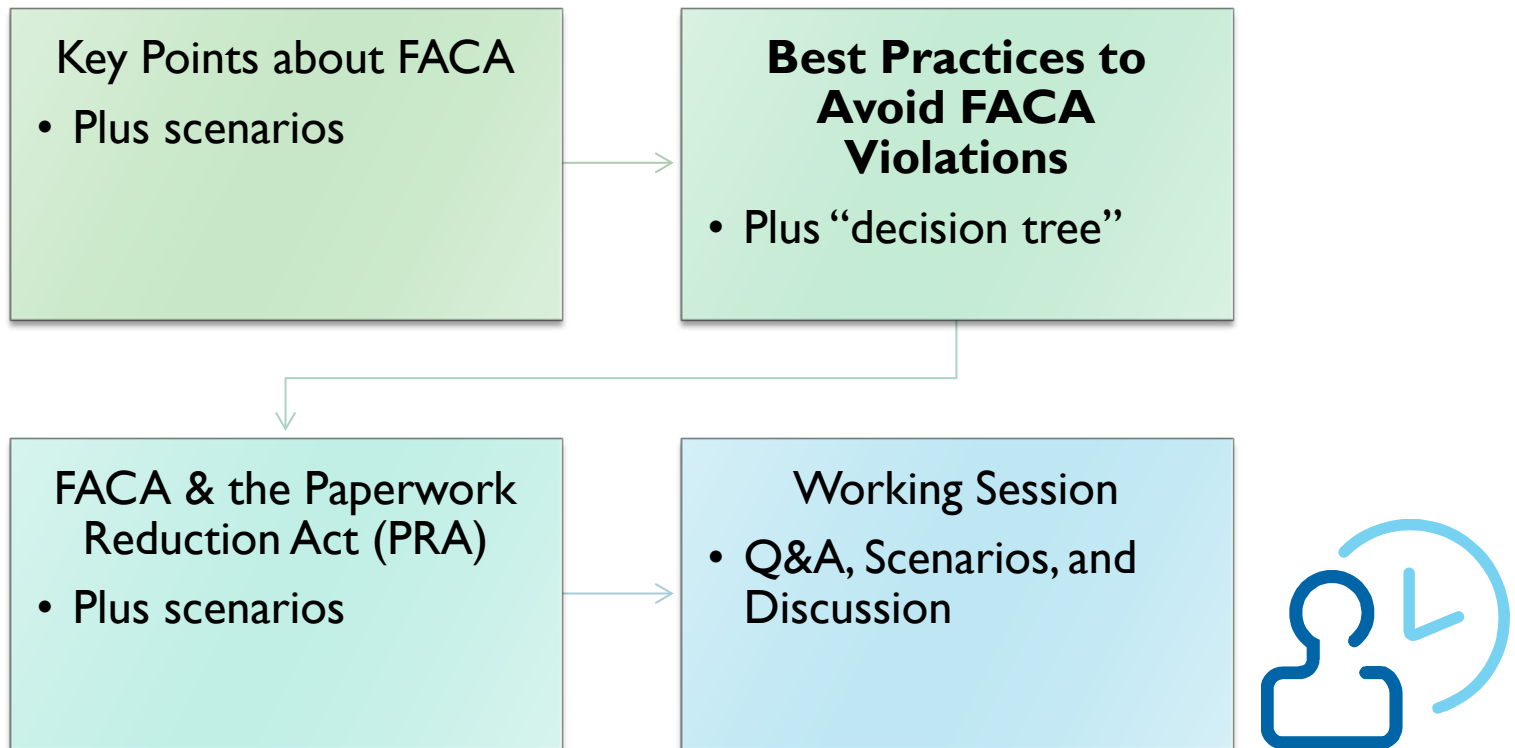 Key Points about FACA
• Plus scenarios
Best Practices to
Avoid FACA
Violations
• Plus “decision tree”
FACA & the Paperwork
Reduction Act (PRA)
• Plus scenarios
Working Session
• Q&A, Scenarios, and
Discussion